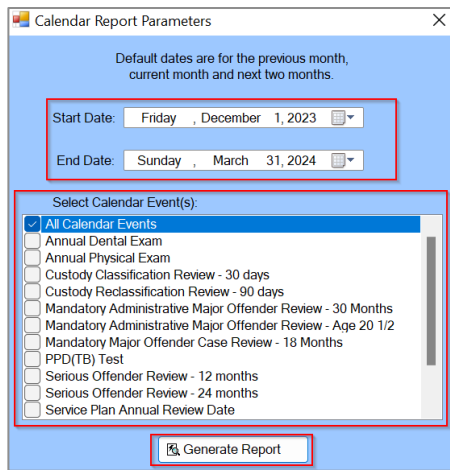 Calendar Report Parameters
Default dates are for the previous month,
current month and next two months.
Start Date: Friday , December 1, 2023
End Date: Sunday , March 31, 2024
Select Calendar Event(s):
All Calendar Events
Annual Dental Exam
Annual Physical Exam
Custody Classification Review - 30 days
Custody Reclassification Review - 90 days
Mandatory Administrative Major Offender Review - 30 Months
Mandatory Administrative Major Offender Review - Age 20 1/2
Mandatory Major Offender Case Review - 18 Months
PPD(TB) Test
Serious Offender Review - 12 months
Serious Offender Review - 24 months
Service Plan Annual Review Date
Generate Report